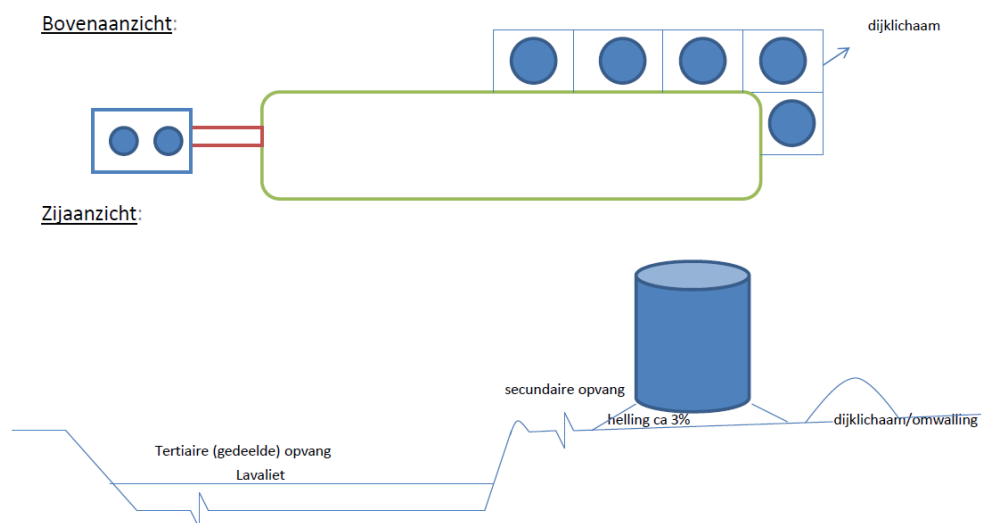 Bovenaanzicht:
dijklichaam
Zijaanzicht:
secundaire opvang
helling ca 3%
dijklichaam/omwalling
Tertiaire (gedeelde) opvang
Lavaliet